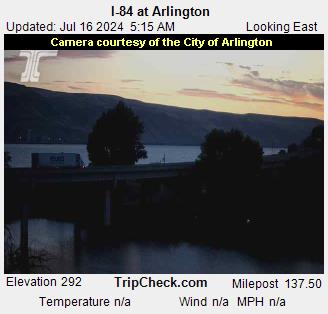 I-84 at Arlington
Updated: Jul 16 2024 5:15 AM Looking East
Camera courtesy of the City of Arlington
Elevation 292 TripCheck.com Milepost 137.50
Temperature n/a Wind n/a MPH n/a